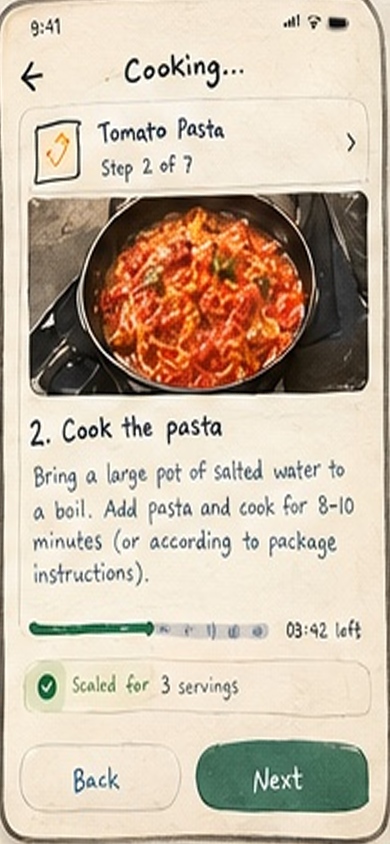 9:41
Cooking...
Tomato Pasta
Step 2 of 7
2. Cook the pasta
Bring a large pot of salted water to
a boil. Add pasta and cook for 8-10
minutes (or according to package
instructions).
03:42 left
Scaled for 3 servings
Back
Next